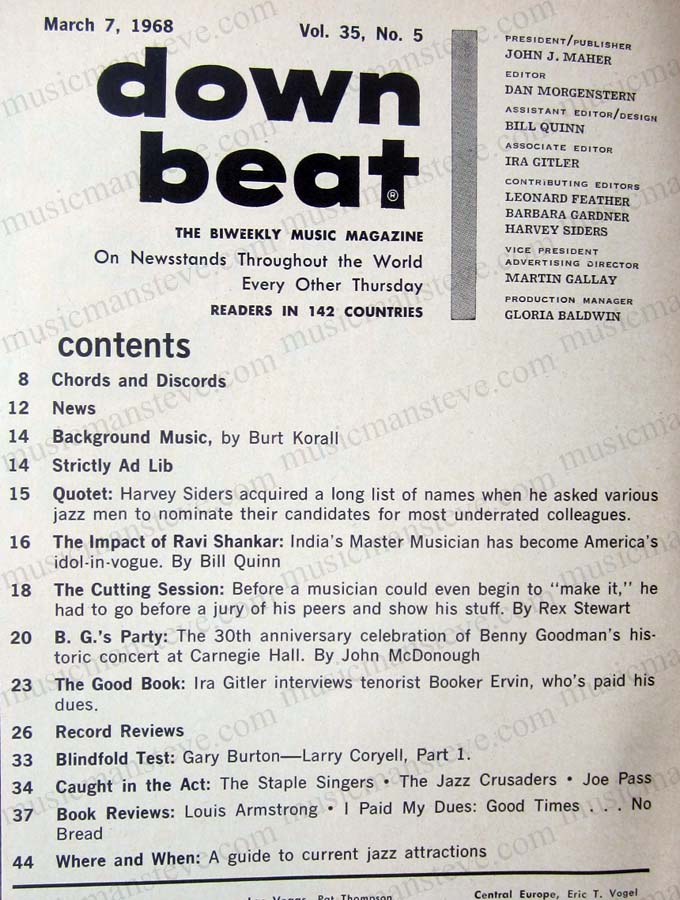 March 7, 1968
Vol. 35, No. 5
down
beat®
THE BIWEEKLY MUSIC MAGAZINE
On Newsstands Throughout the World
Every Other Thursday
READERS IN 142 COUNTRIES
PRESIDENT/PUBLISHER
JOHN J. MAHER
EDITOR
DAN MORGENSTERN
ASSISTANT EDITOR/DESIGN
BILL QUINN
ASSOCIATE EDITOR
IRA GITLER
CONTRIBUTING EDITORS
LEONARD FEATHER
BARBARA GARDNER
HARVEY SIDERS
VICE PRESIDENT
ADVERTISING DIRECTOR
MARTIN GALLAY
PRODUCTION MANAGER
GLORIA BALDWIN
contents
8 Chords and Discords
12 News
14 Background Music, by Burt Korall
14 Strictly Ad Lib
15 Quotet: Harvey Siders acquired a long list of names when he asked various
jazz men to nominate their candidates for most underrated colleagues.
16 The Impact of Ravi Shankar: India's Master Musician has become America's
idol-in-vogue. By Bill Quinn
18 The Cutting Session: Before a musician could even begin to "make it," he
had to go before a jury of his peers and show his stuff. By Rex Stewart
20 B. G.'s Party: The 30th anniversary celebration of Benny Goodman's his-
toric concert at Carnegie Hall. By John McDonough
23 The Good Book: Ira Gitler interviews tenorist Booker Ervin, who's paid his
dues.
26 Record Reviews
33 Blindfold Test: Gary Burton—Larry Coryell, Part 1.
34 Caught in the Act: The Staple Singers • The Jazz Crusaders • Joe Pass
37 Book Reviews: Louis Armstrong • I Paid My Dues: Good Times . . . No
Bread
44 Where and When: A guide to current jazz attractions
Las Vegas, Pat Thompson
Central Europe, Eric T. Vogel
musicmansteve.com